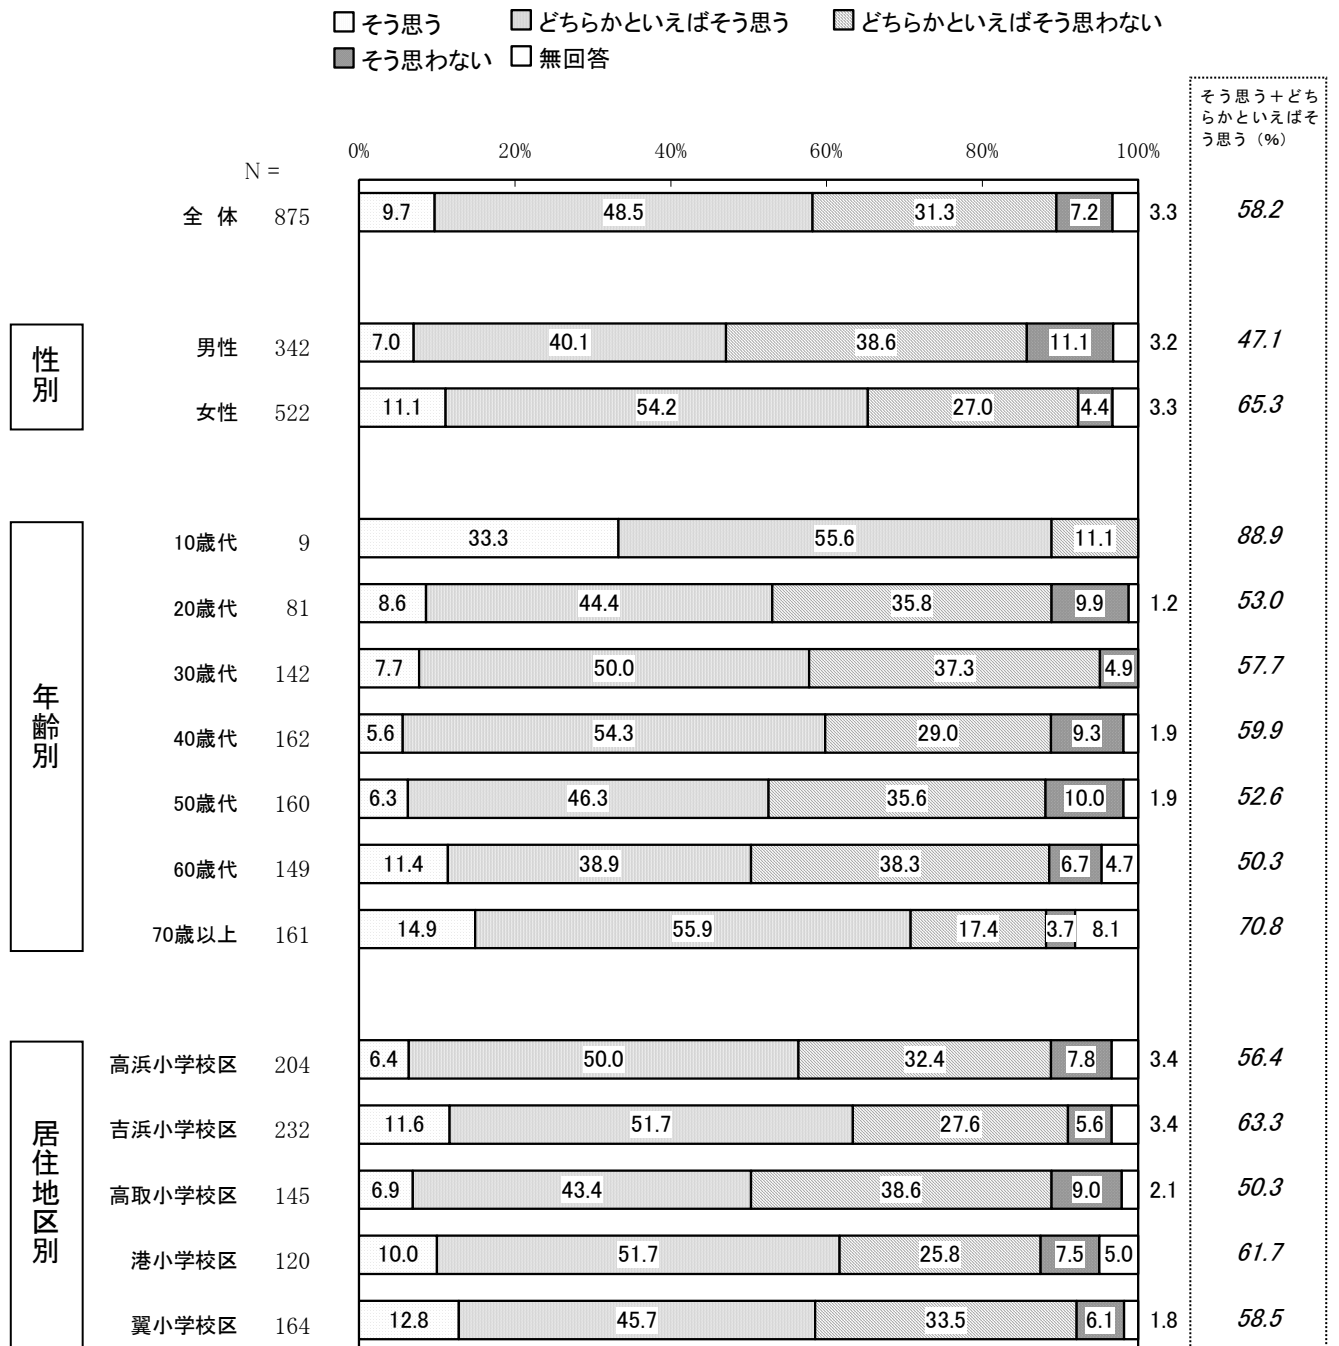 そう思う どちらかといえばそう思う どちらかといえばそう思わない
そう思わない 無回答
そう思う＋どち
らかといえばそ
う思う（%）
0% 20% 40% 60% 80% 100%
N =
全 体 875 9.7 48.5 31.3 7.2 3.3 58.2
性別
男性 342 7.0 40.1 38.6 11.1 3.2 47.1
女性 522 11.1 54.2 27.0 4.4 3.3 65.3
年齢別
10歳代 9 33.3 55.6 11.1 88.9
20歳代 81 8.6 44.4 35.8 9.9 1.2 53.0
30歳代 142 7.7 50.0 37.3 4.9 57.7
40歳代 162 5.6 54.3 29.0 9.3 1.9 59.9
50歳代 160 6.3 46.3 35.6 10.0 1.9 52.6
60歳代 149 11.4 38.9 38.3 6.7 4.7 50.3
70歳以上 161 14.9 55.9 17.4 3.7 8.1 70.8
居住地区別
高浜小学校区 204 6.4 50.0 32.4 7.8 3.4 56.4
吉浜小学校区 232 11.6 51.7 27.6 5.6 3.4 63.3
高取小学校区 145 6.9 43.4 38.6 9.0 2.1 50.3
港小学校区 120 10.0 51.7 25.8 7.5 5.0 61.7
翼小学校区 164 12.8 45.7 33.5 6.1 1.8 58.5